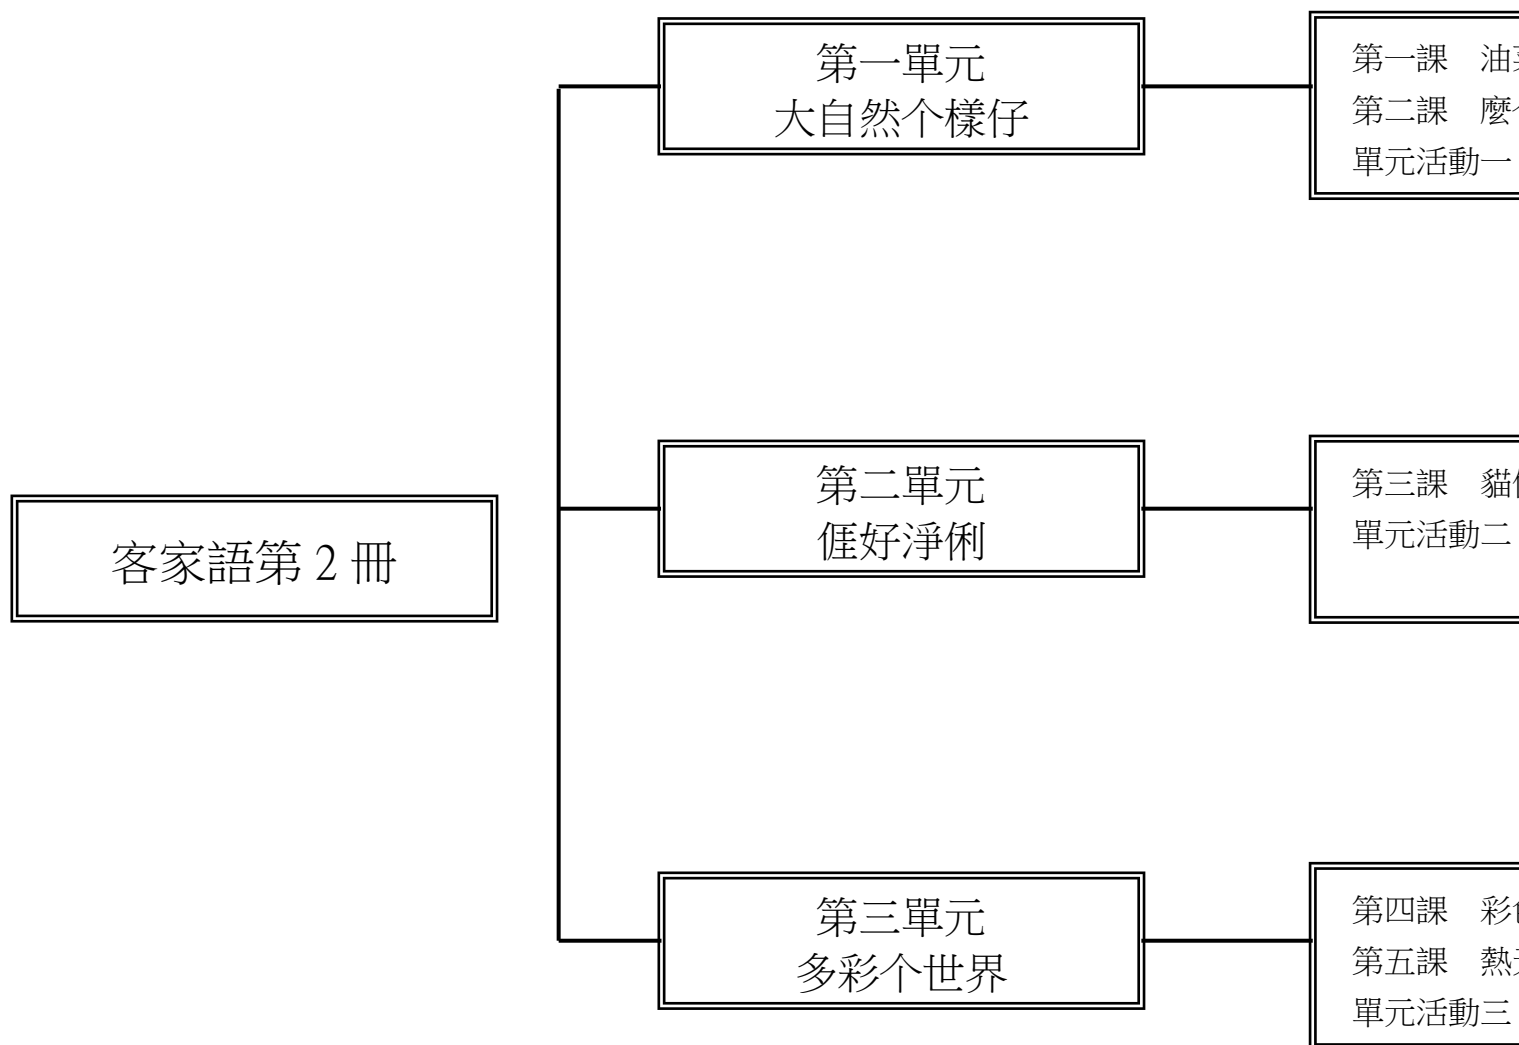 客家語第 2 冊
第一單元
大自然个樣仔
第一課 油
第二課 麼
單元活動一
第二單元
𠊎好淨俐
第三課 貓
單元活動二
第三單元
多彩个世界
第四課 彩
第五課 熱
單元活動三